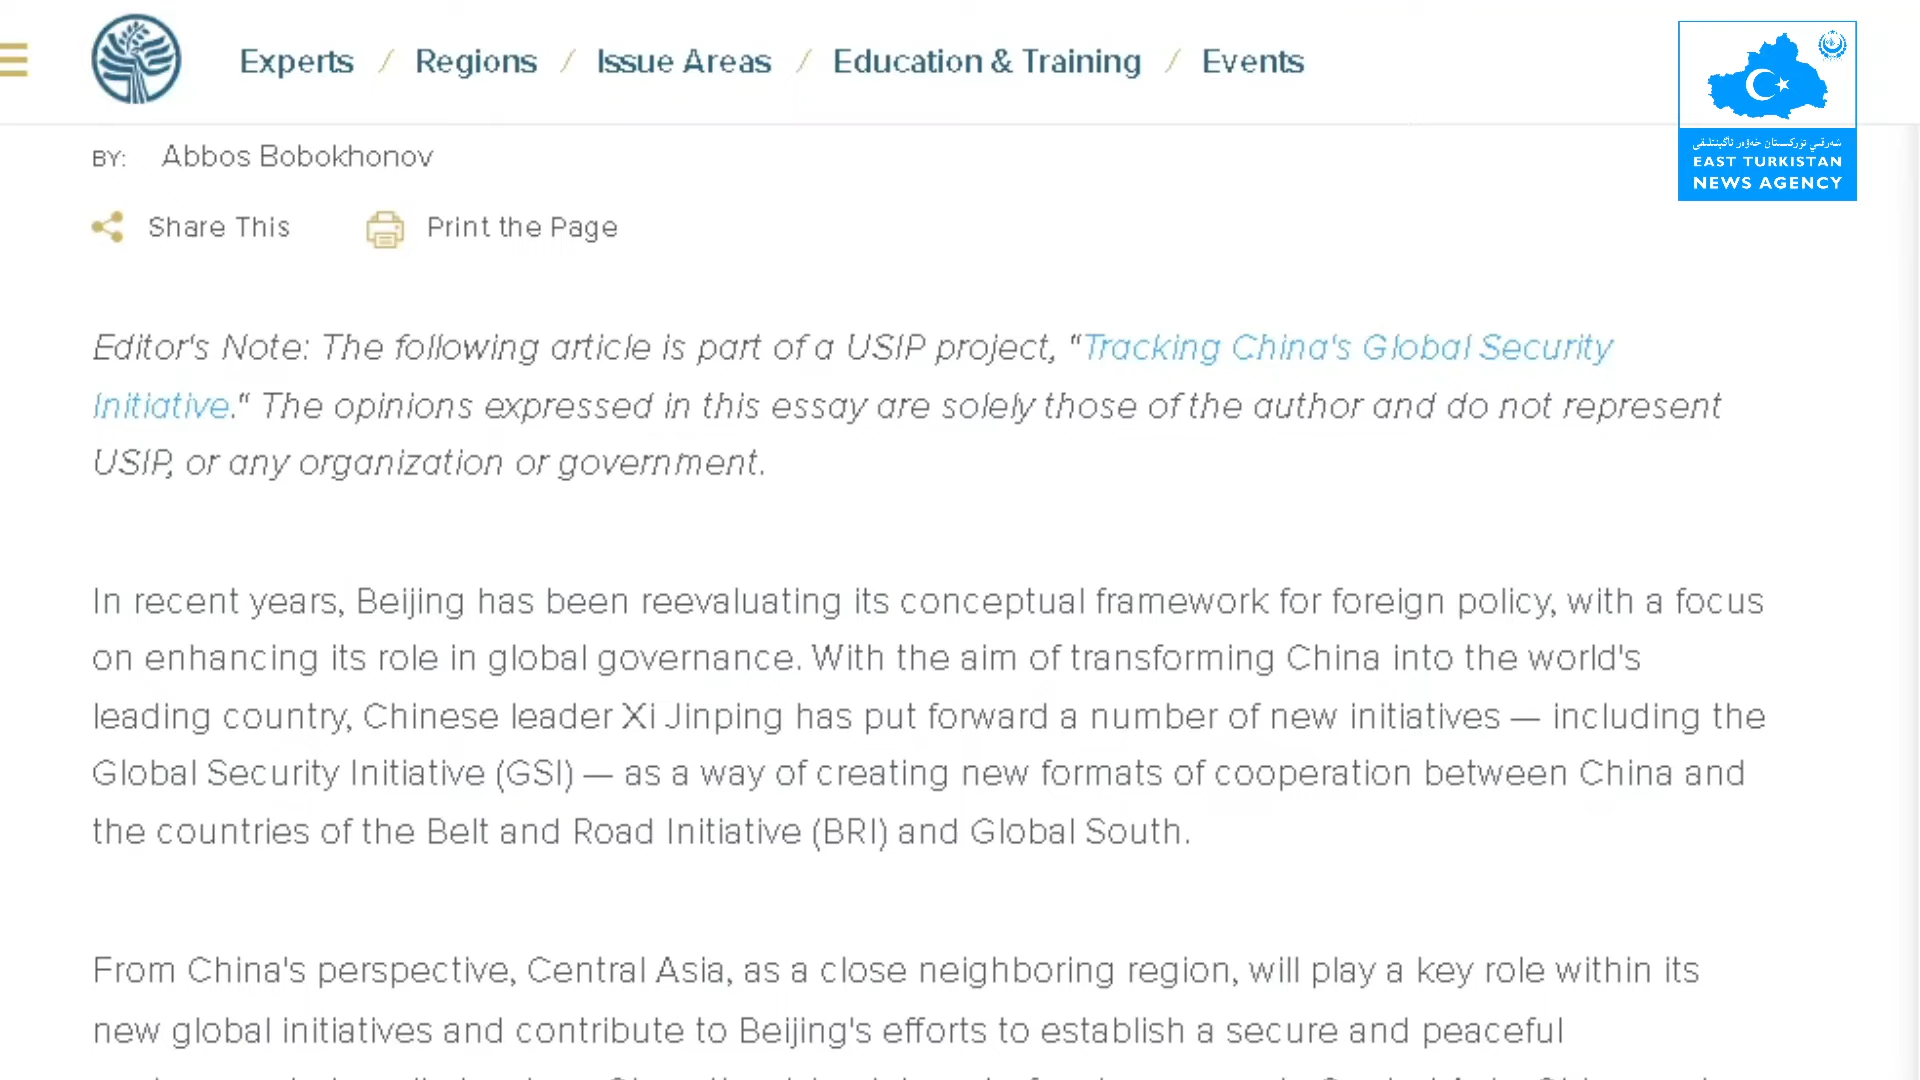 Experts / Regions / Issue Areas / Education & Training / Events
شەرقىي تۈركىستان خەۋەر ئاگېنتلىقى
EAST TURKISTAN
NEWS AGENCY
BY: Abbos Bobokhonov
Share This Print the Page
Editor's Note: The following article is part of a USIP project, “Tracking China's Global Security
Initiative.“ The opinions expressed in this essay are solely those of the author and do not represent
USIP, or any organization or government.
In recent years, Beijing has been reevaluating its conceptual framework for foreign policy, with a focus
on enhancing its role in global governance. With the aim of transforming China into the world's
leading country, Chinese leader Xi Jinping has put forward a number of new initiatives — including the
Global Security Initiative (GSI) — as a way of creating new formats of cooperation between China and
the countries of the Belt and Road Initiative (BRI) and Global South.
From China's perspective, Central Asia, as a close neighboring region, will play a key role within its
new global initiatives and contribute to Beijing's efforts to establish a secure and peaceful